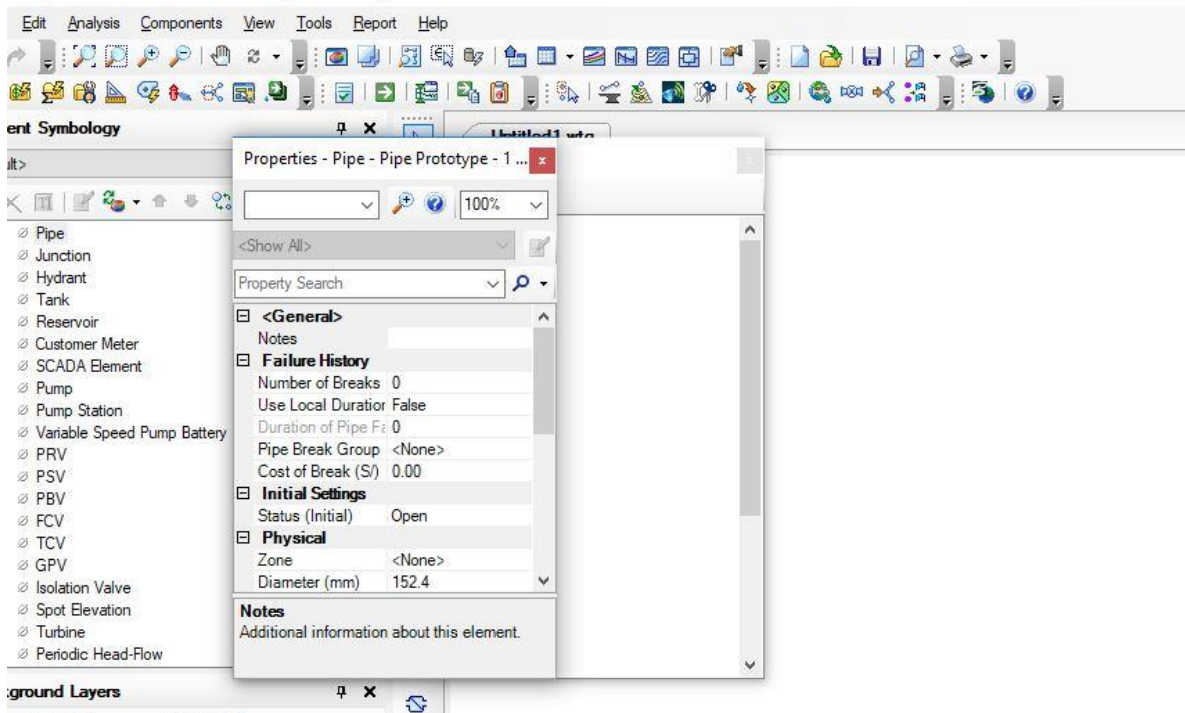 Edit Analysis Components View Tools Report Help
ent Symbology
ult>
Properties - Pipe - Pipe Prototype - 1 ...
100%
<Show All>
Property Search
<General>
Notes
Failure History
Number of Breaks 0
Use Local Duration False
Duration of Pipe Fa 0
Pipe Break Group <None>
Cost of Break (S/) 0.00
Initial Settings
Status (Initial) Open
Physical
Zone <None>
Diameter (mm) 152.4
Notes
Additional information about this element.
Pipe
Junction
Hydrant
Tank
Reservoir
Customer Meter
SCADA Element
Pump
Pump Station
Variable Speed Pump Battery
PRV
PSV
PBV
FCV
TCV
GPV
Isolation Valve
Spot Elevation
Turbine
Periodic Head-Flow
ground Layers